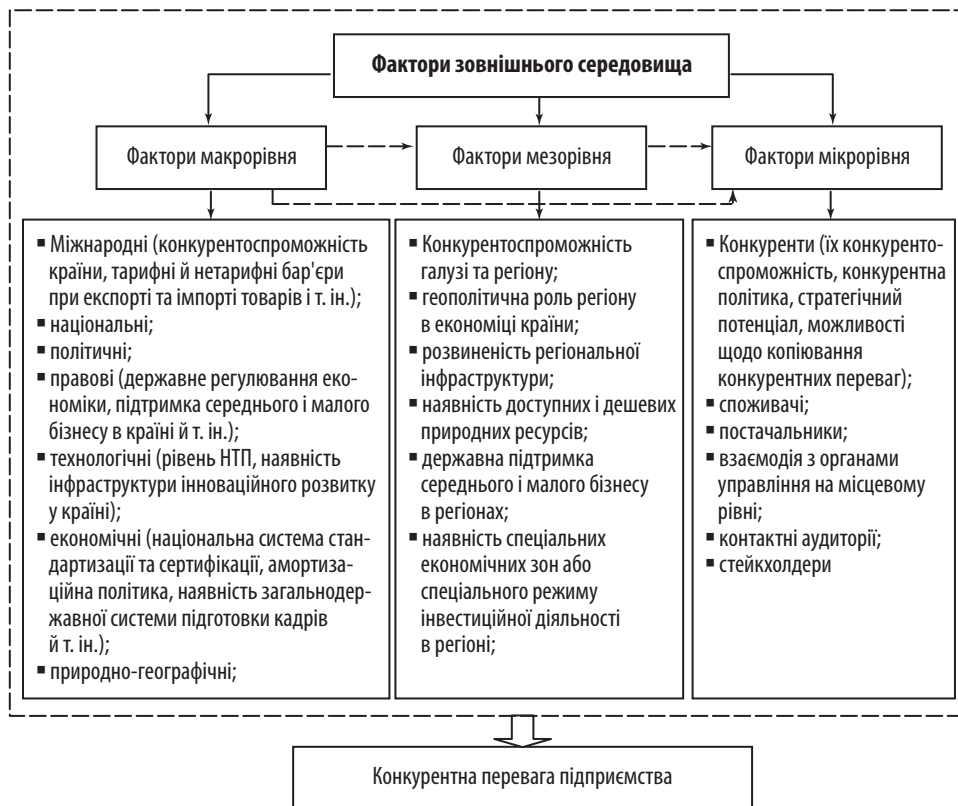 Фактори зовнішнього середовища
Фактори макрорівня
Фактори мезорівня
Фактори мікрорівня
▪ Міжнародні (конкурентоспроможність
країни, тарифні й нетарифні бар'єри
при експорті та імпорті товарів і т. ін.);
▪ національні;
▪ політичні;
▪ правові (державне регулювання еко-
номіки, підтримка середнього і малого
бізнесу в країні й т. ін.);
▪ технологічні (рівень НТП, наявність
інфраструктури інноваційного розвитку
у країні);
▪ економічні (національна система стан-
дартизації та сертифікації, амортиза-
ційна політика, наявність загальнодер-
жавної системи підготовки кадрів
й т. ін.);
▪ природно-географічні;
▪ Конкурентоспроможність
галузі та регіону;
▪ геополітична роль регіону
в економіці країни;
▪ розвиненість регіональної
інфраструктури;
▪ наявність доступних і дешевих
природних ресурсів;
▪ державна підтримка
середнього і малого бізнесу
в регіонах;
▪ наявність спеціальних
економічних зон або
спеціального режиму
інвестиційної діяльності
в регіоні;
▪ Конкуренти (їх конкуренто-
спроможність, конкурентна
політика, стратегічний
потенціал, можливості
щодо копіювання
конкурентних переваг);
▪ споживачі;
▪ постачальники;
▪ взаємодія з органами
управління на місцевому
рівні;
▪ контактні аудиторії;
▪ стейкхолдери
Конкурентна перевага підприємства